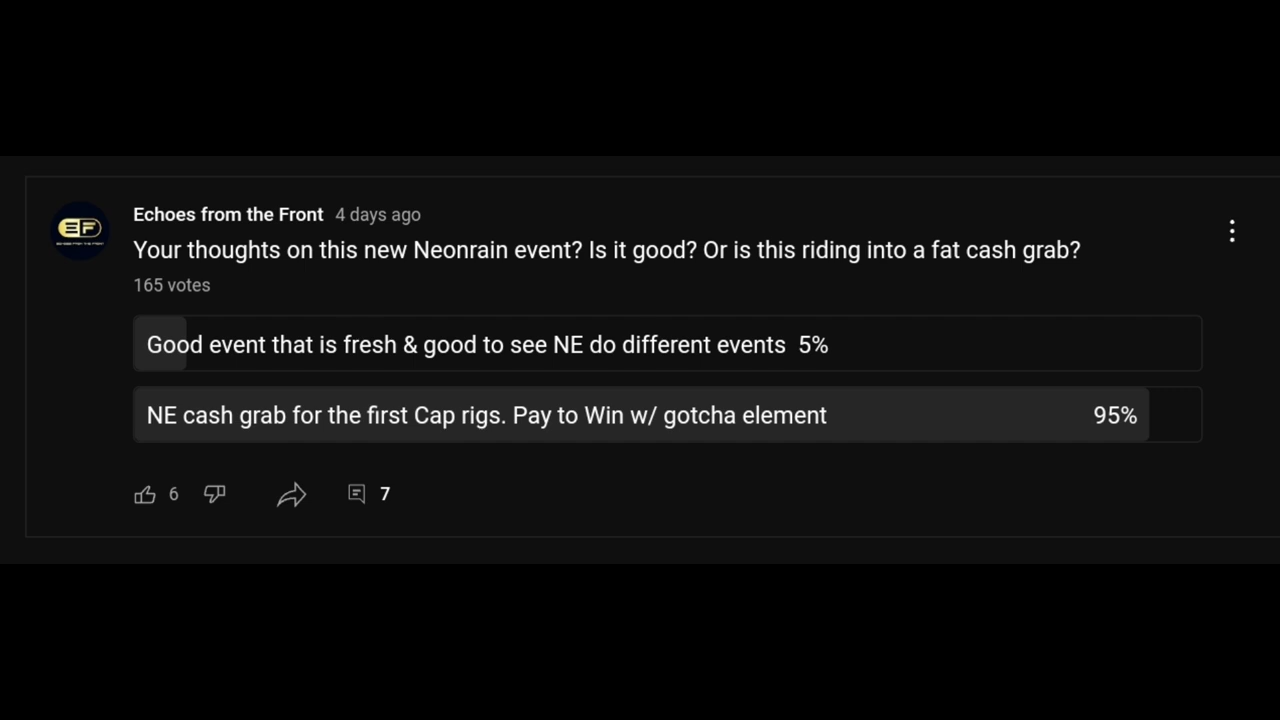 Echoes from the Front 4 days ago
Your thoughts on this new Neonrain event? Is it good? Or is this riding into a fat cash grab?
165 votes
Good event that is fresh & good to see NE do different events 5%
NE cash grab for the first Cap rigs. Pay to Win w/ gotcha element 95%
6 7